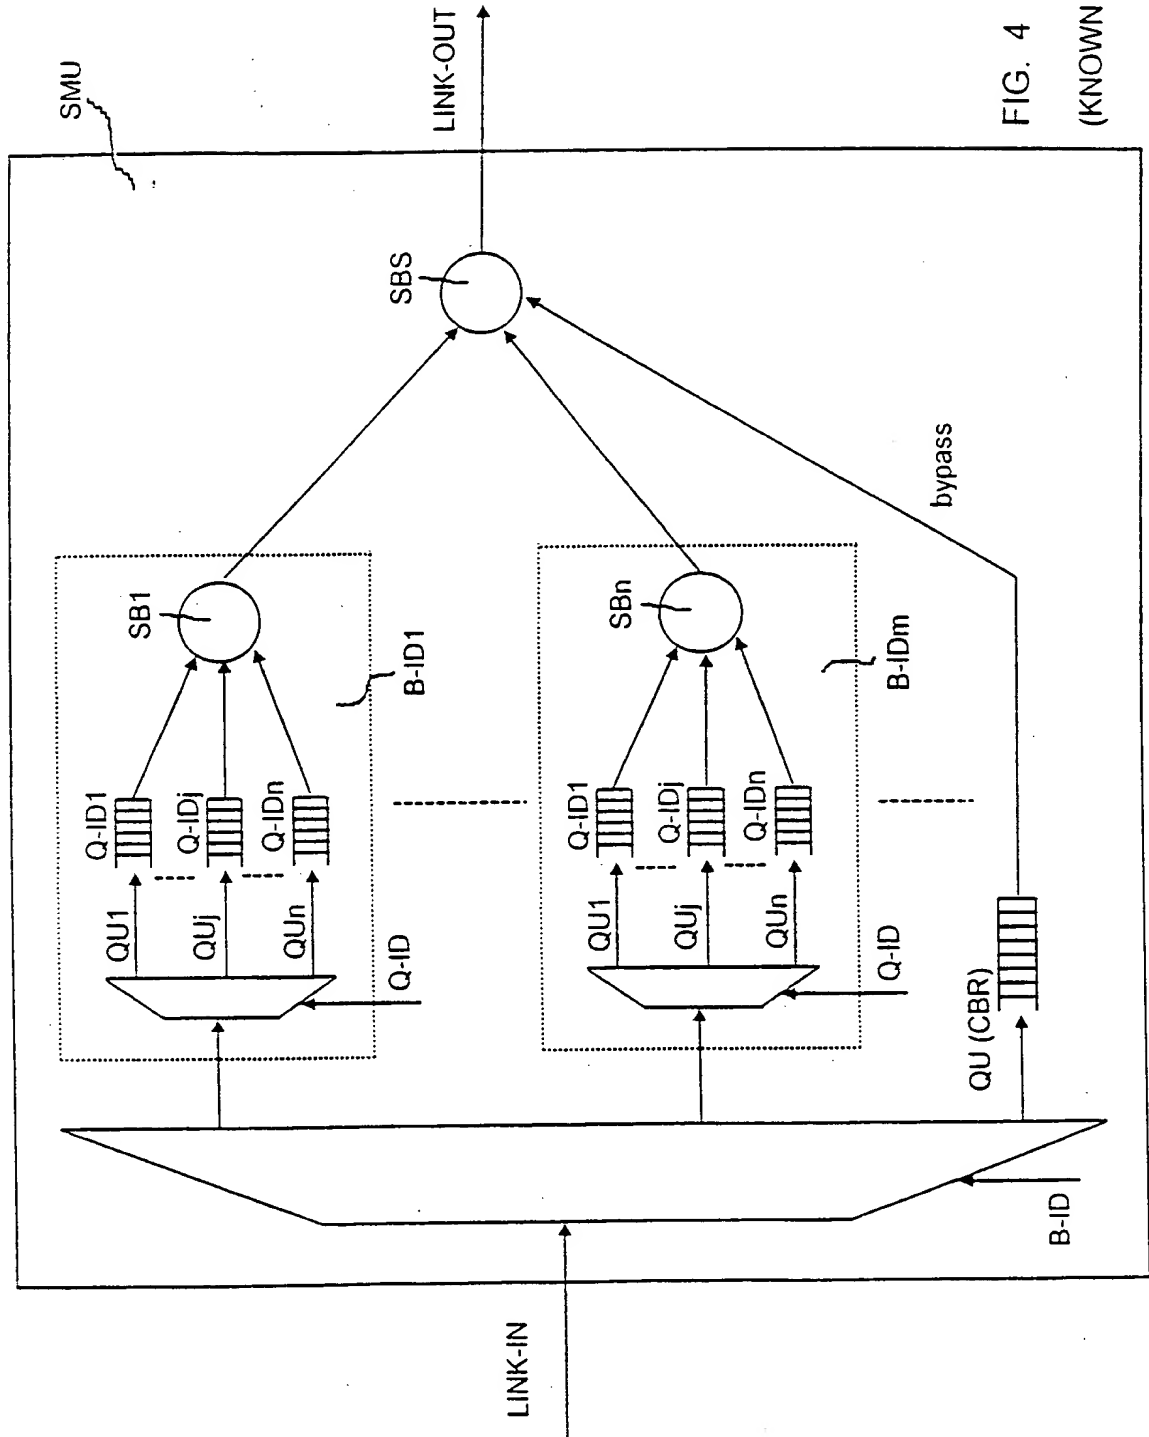 SMU
LINK-OUT
SBS
SB1
B-ID1
Q-ID1
Q-IDj
Q-IDn
QU1
QUj
QUn
Q-ID
SBn
B-IDm
Q-ID1
Q-IDj
Q-IDn
QU1
QUj
QUn
Q-ID
bypass
QU (CBR)
B-ID
LINK-IN
FIG. 4
(KNOWN